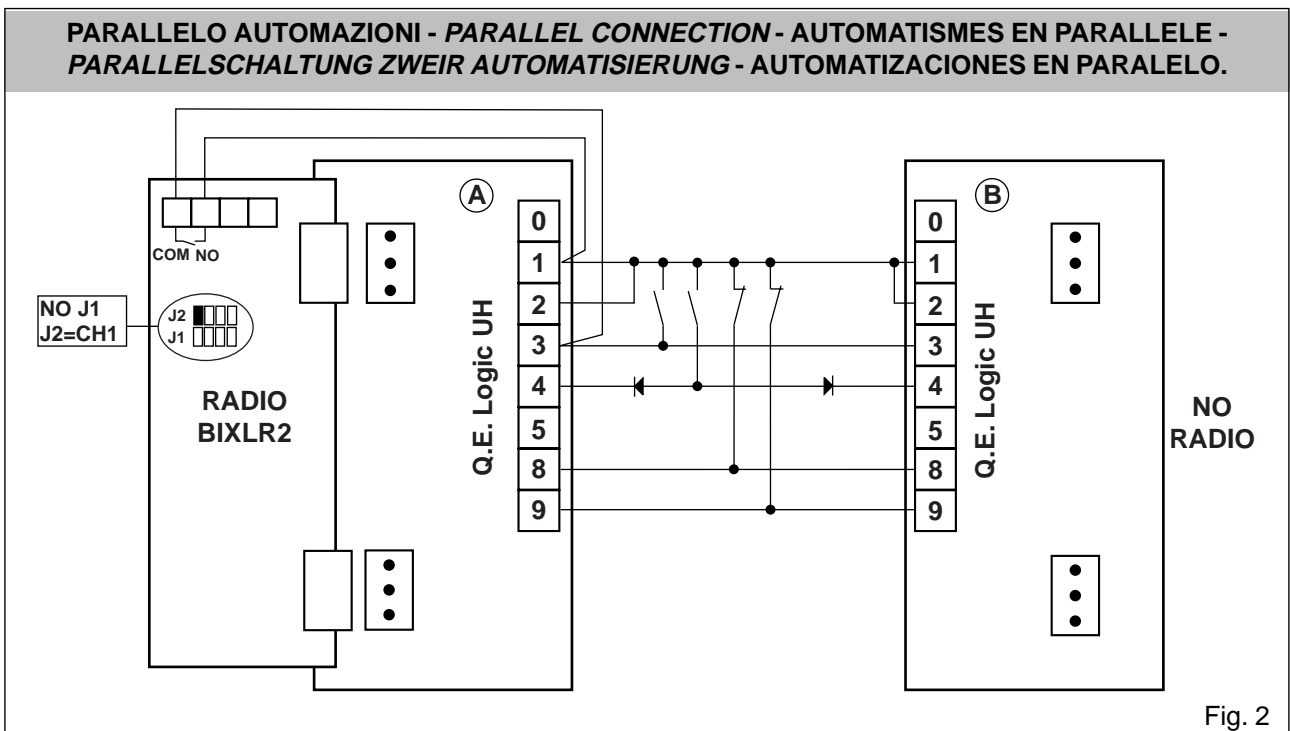 PARALLELO AUTOMAZIONI - PARALLEL CONNECTION - AUTOMATISMES EN PARALLELE -
PARALLELSCHALTUNG ZWEIR AUTOMATISIERUNG - AUTOMATIZACIONES EN PARALELO.
COM NO
NO J1
J2=CH1
J2
J1
RADIO
BIXLR2
A
Q.E. Logic UH
0
1
2
3
4
5
8
9
B
0
1
2
3
4
5
8
9
Q.E. Logic UH
NO
RADIO
Fig. 2